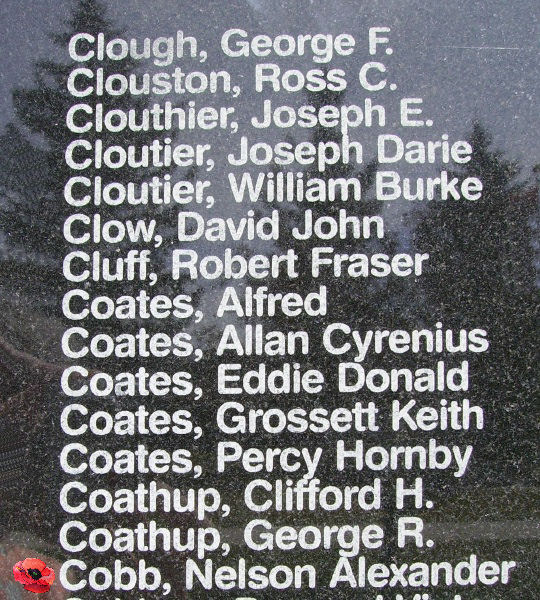 Clough, George F.
Clouston, Ross C.
Clouthier, Joseph E.
Cloutier, Joseph Darie
Cloutier, William Burke
Clow, David John
Cluff, Robert Fraser
Coates, Alfred
Coates, Allan Cyrenius
Coates, Eddie Donald
Coates, Grossett Keith
Coates, Percy Hornby
Coathup, Clifford H.
Coathup, George R.
Cobb, Nelson Alexander